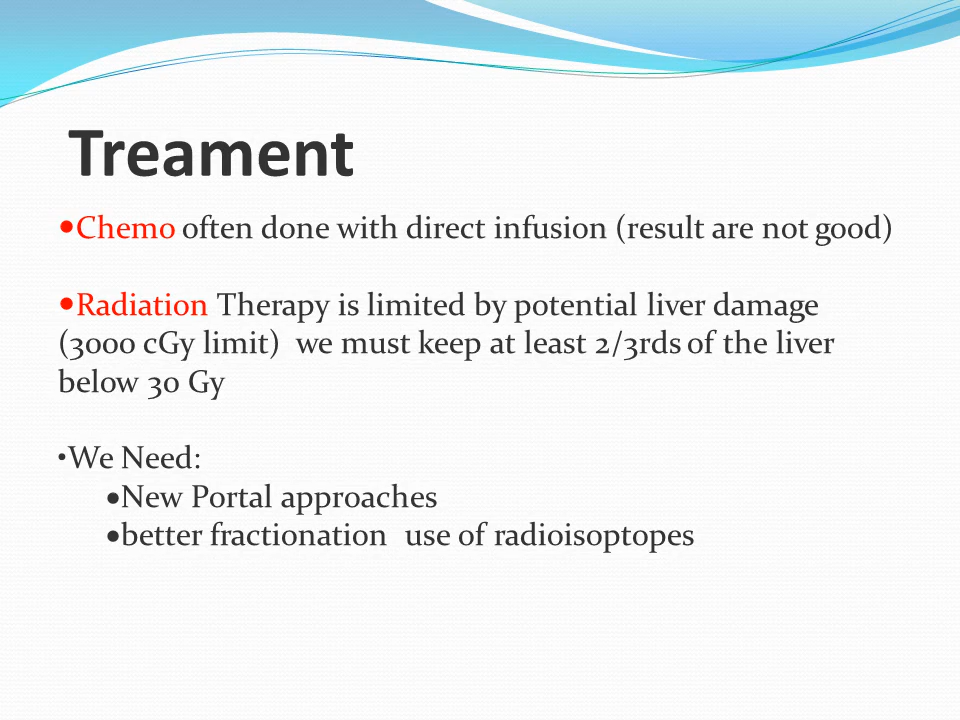 Treament
•Chemo often done with direct infusion (result are not good)
•Radiation Therapy is limited by potential liver damage
(3000 cGy limit)  we must keep at least 2/3rds of the liver
below 30 Gy
•We Need:
•New Portal approaches
•better fractionation  use of radioisoptopes